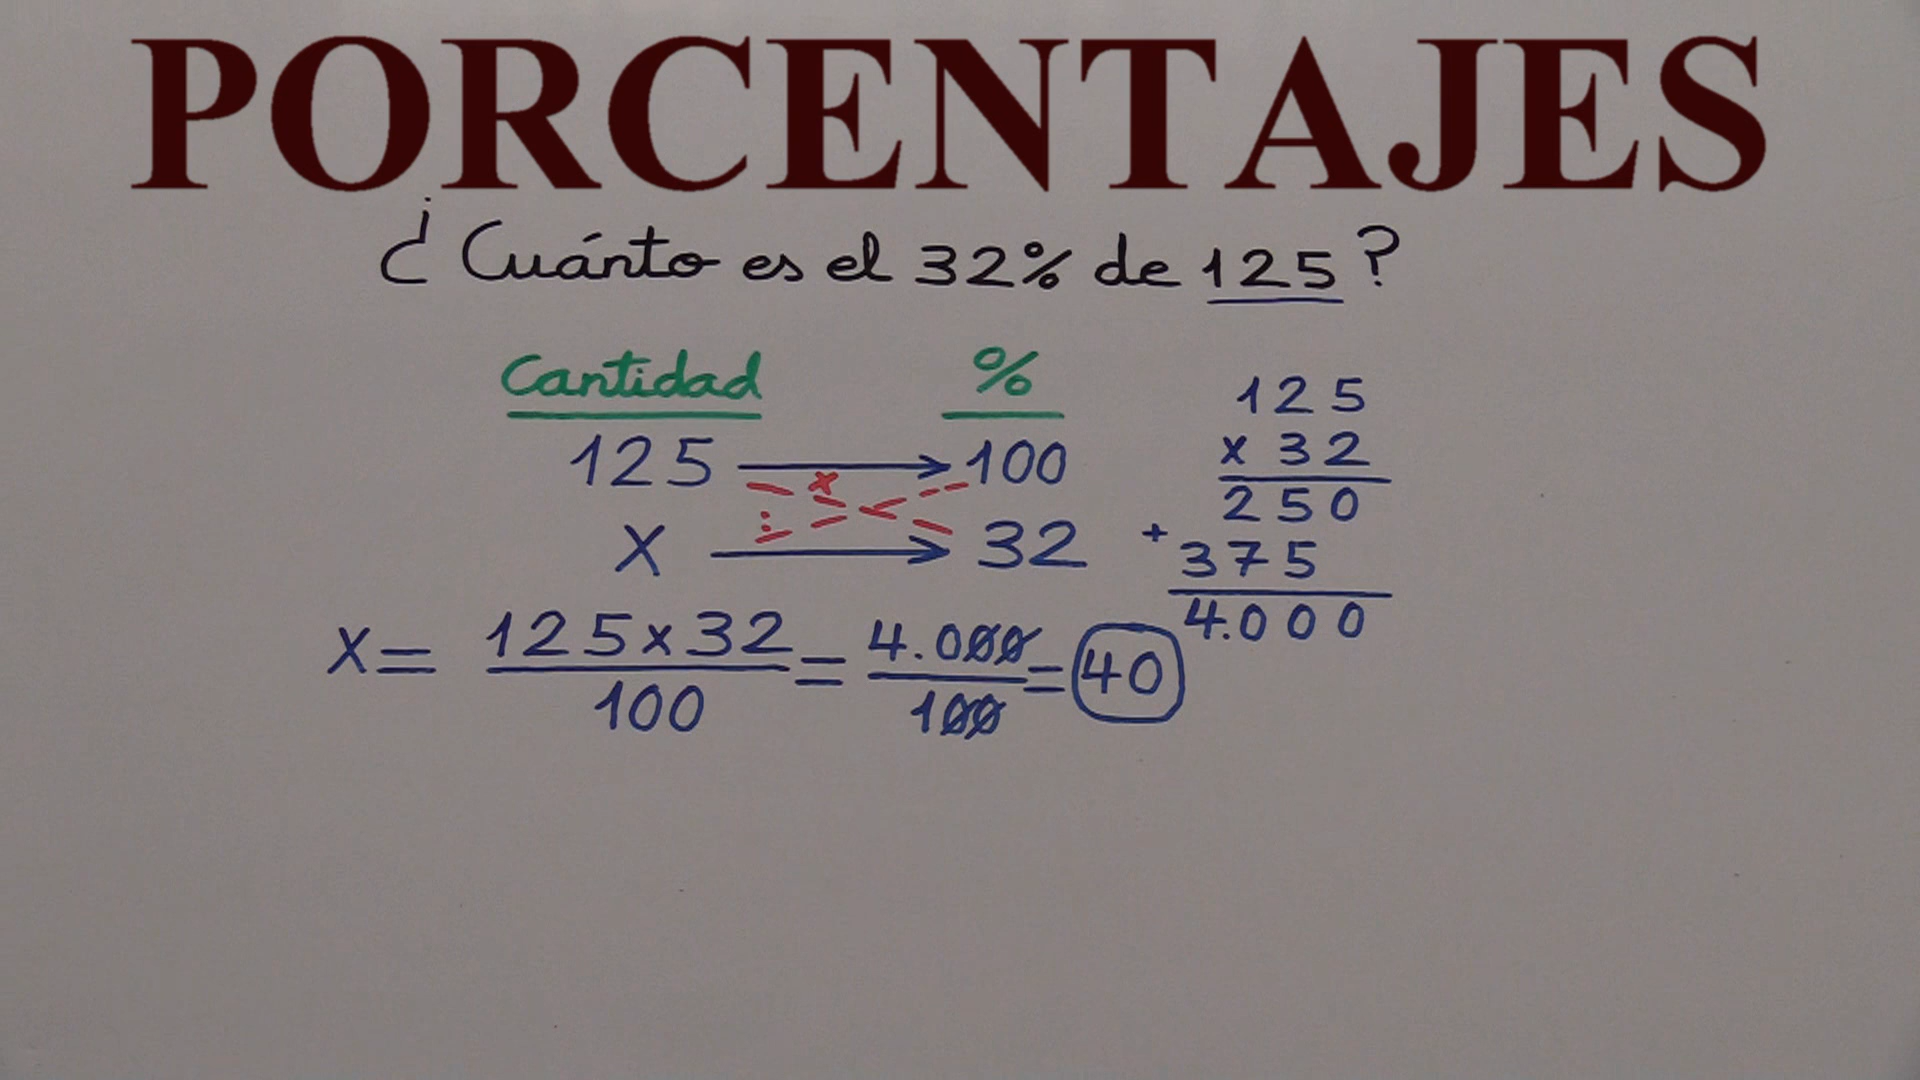 PORCENTAJES
¿Cuánto es el 32% de 125?
Cantidad %
125 → 100
x
÷
X → 32
X = 125x32 / 100 = 4.000 / 100 = 40
125
x 32
250
+ 375
4.000